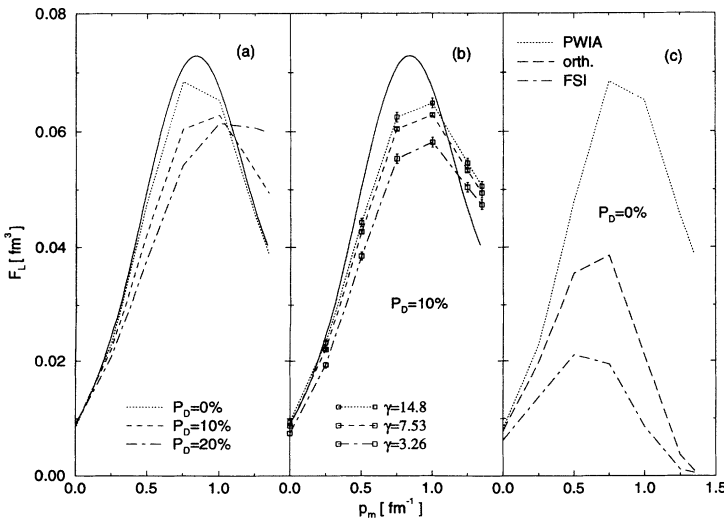 0.08
0.06
0.04
0.02
0.00
F_L [ fm³ ]
(a)
P_D=0%
P_D=10%
P_D=20%
(b)
P_D=10%
γ=14.8
γ=7.53
γ=3.26
PWIA
orth.
FSI
(c)
P_D=0%
0.0 0.5 1.0 0.0 0.5 1.0 0.0 0.5 1.0 1.5
p_m [ fm⁻¹ ]